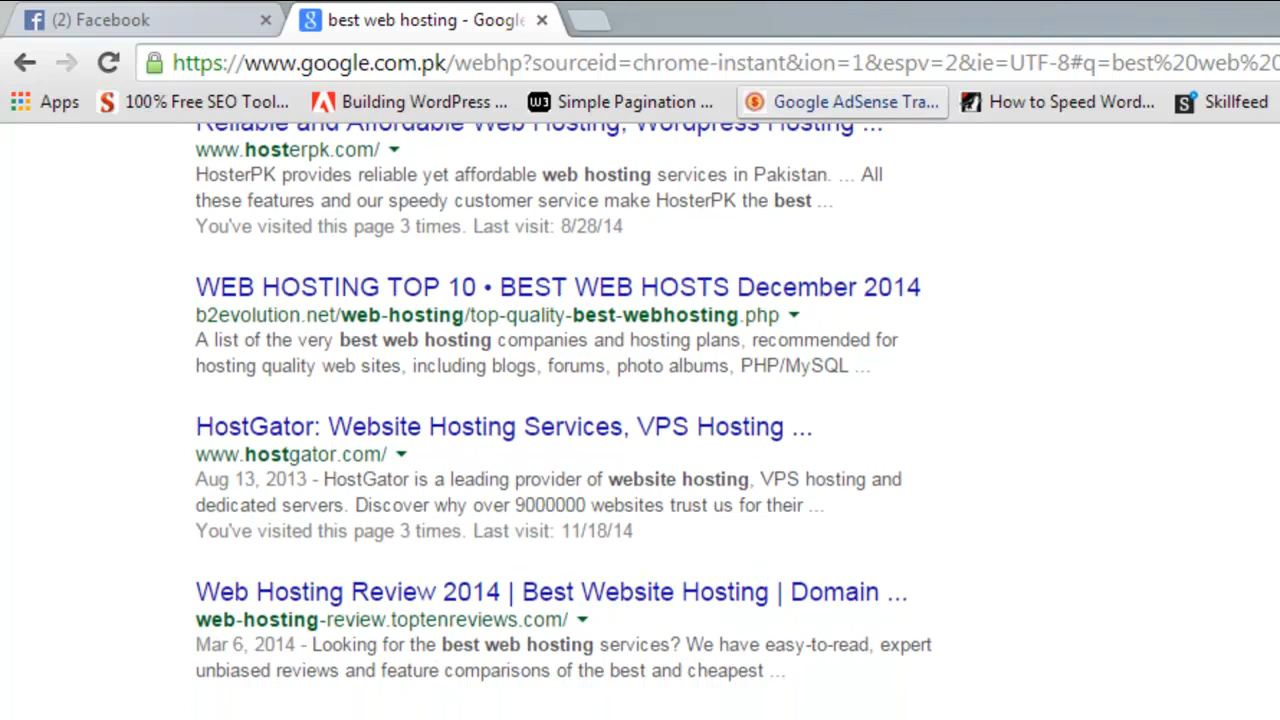 (2) Facebook
best web hosting - Google
https://www.google.com.pk/webhp?sourceid=chrome-instant&ion=1&espv=2&ie=UTF-8#q=best%20web%20
Apps 100% Free SEO Tool... Building WordPress ... W3 Simple Pagination ... Google AdSense Tra... How to Speed Word... Skillfeed
Reliable and Affordable Web Hosting, Wordpress Hosting ...
www.hosterpk.com/
HosterPK provides reliable yet affordable web hosting services in Pakistan. ... All
these features and our speedy customer service make HosterPK the best ...
You've visited this page 3 times. Last visit: 8/28/14
WEB HOSTING TOP 10 • BEST WEB HOSTS December 2014
b2evolution.net/web-hosting/top-quality-best-webhosting.php
A list of the very best web hosting companies and hosting plans, recommended for
hosting quality web sites, including blogs, forums, photo albums, PHP/MySQL ...
HostGator: Website Hosting Services, VPS Hosting ...
www.hostgator.com/
Aug 13, 2013 - HostGator is a leading provider of website hosting, VPS hosting and
dedicated servers. Discover why over 9000000 websites trust us for their ...
You've visited this page 3 times. Last visit: 11/18/14
Web Hosting Review 2014 | Best Website Hosting | Domain ...
web-hosting-review.toptenreviews.com/
Mar 6, 2014 - Looking for the best web hosting services? We have easy-to-read, expert
unbiased reviews and feature comparisons of the best and cheapest ...